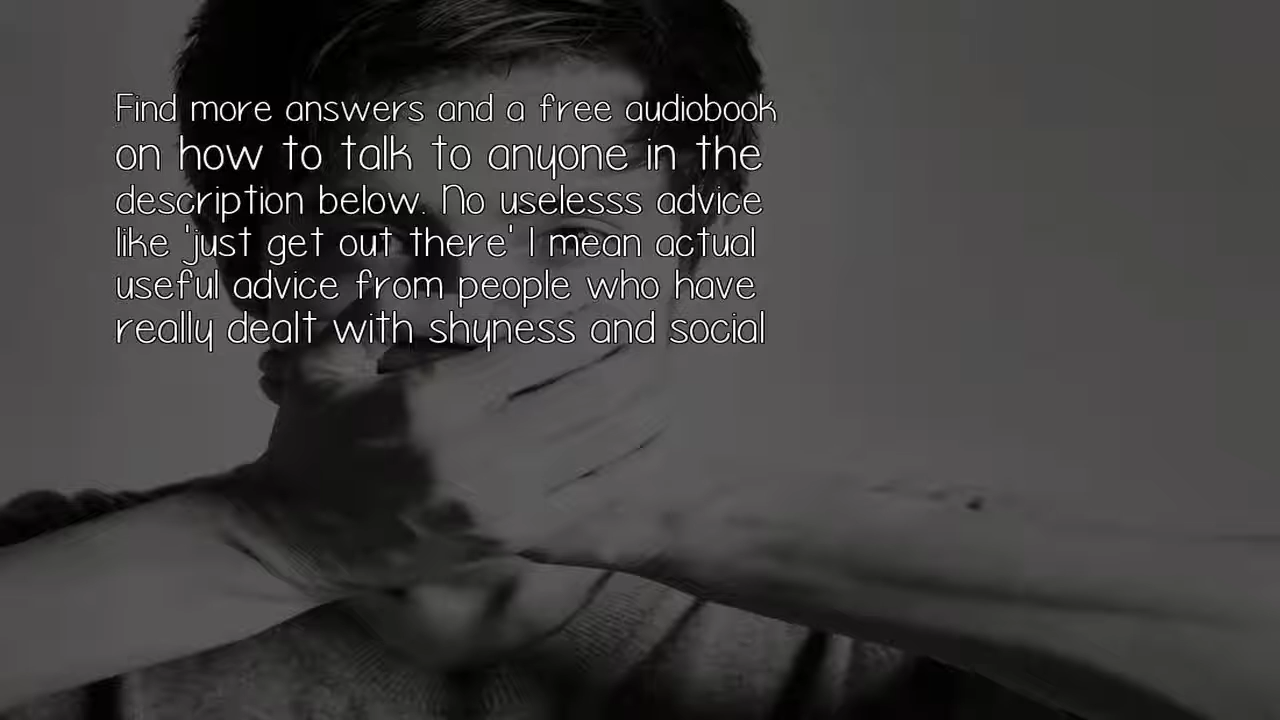 Find more answers and a free audiobook
on how to talk to anyone in the
description below. No uselesss advice
like 'just get out there' I mean actual
useful advice from people who have
really dealt with shyness and social